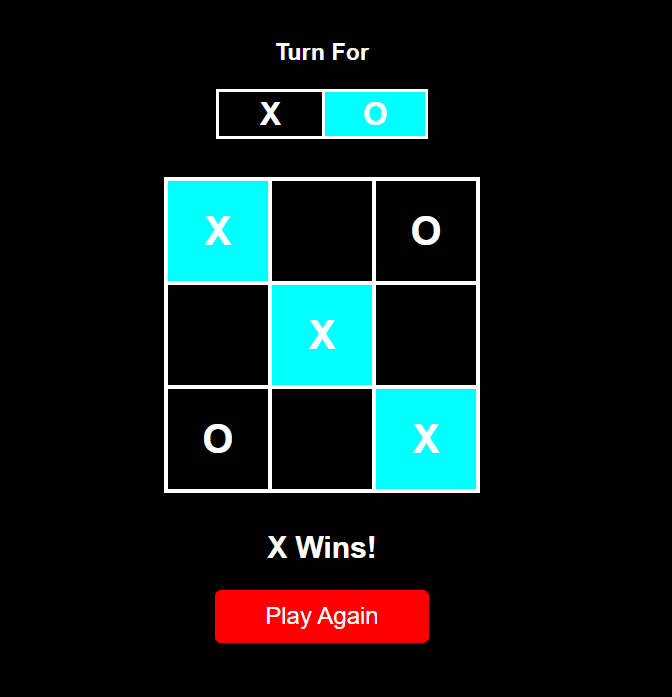 Turn For
X O
X O
X
O X
X Wins!
Play Again